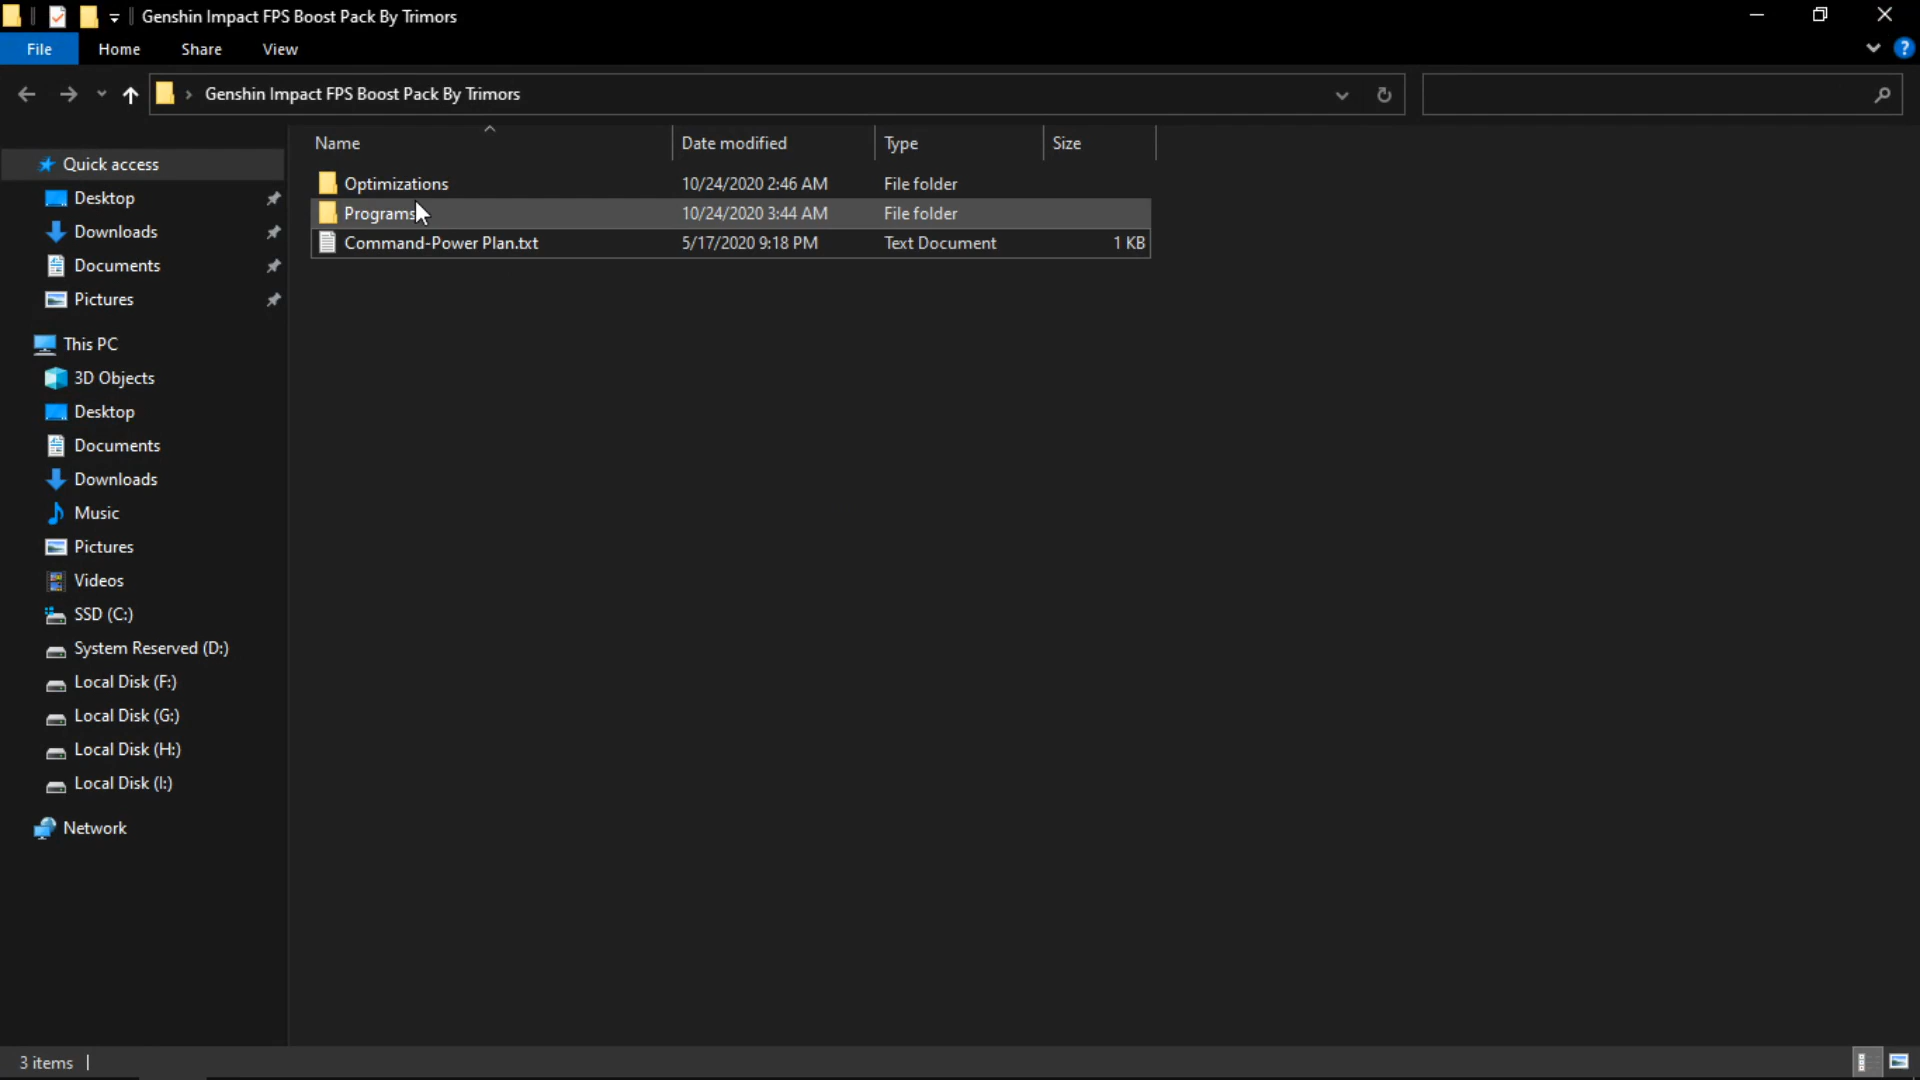 Genshin Impact FPS Boost Pack By Trimors
File Home Share View
?
Genshin Impact FPS Boost Pack By Trimors
Name Date modified Type Size
Quick access
Desktop
Downloads
Documents
Pictures
This PC
3D Objects
Desktop
Documents
Downloads
Music
Pictures
Videos
SSD (C:)
System Reserved (D:)
Local Disk (F:)
Local Disk (G:)
Local Disk (H:)
Local Disk (I:)
Network
Optimizations 10/24/2020 2:46 AM File folder
Programs 10/24/2020 3:44 AM File folder
Command-Power Plan.txt 5/17/2020 9:18 PM Text Document 1 KB
3 items